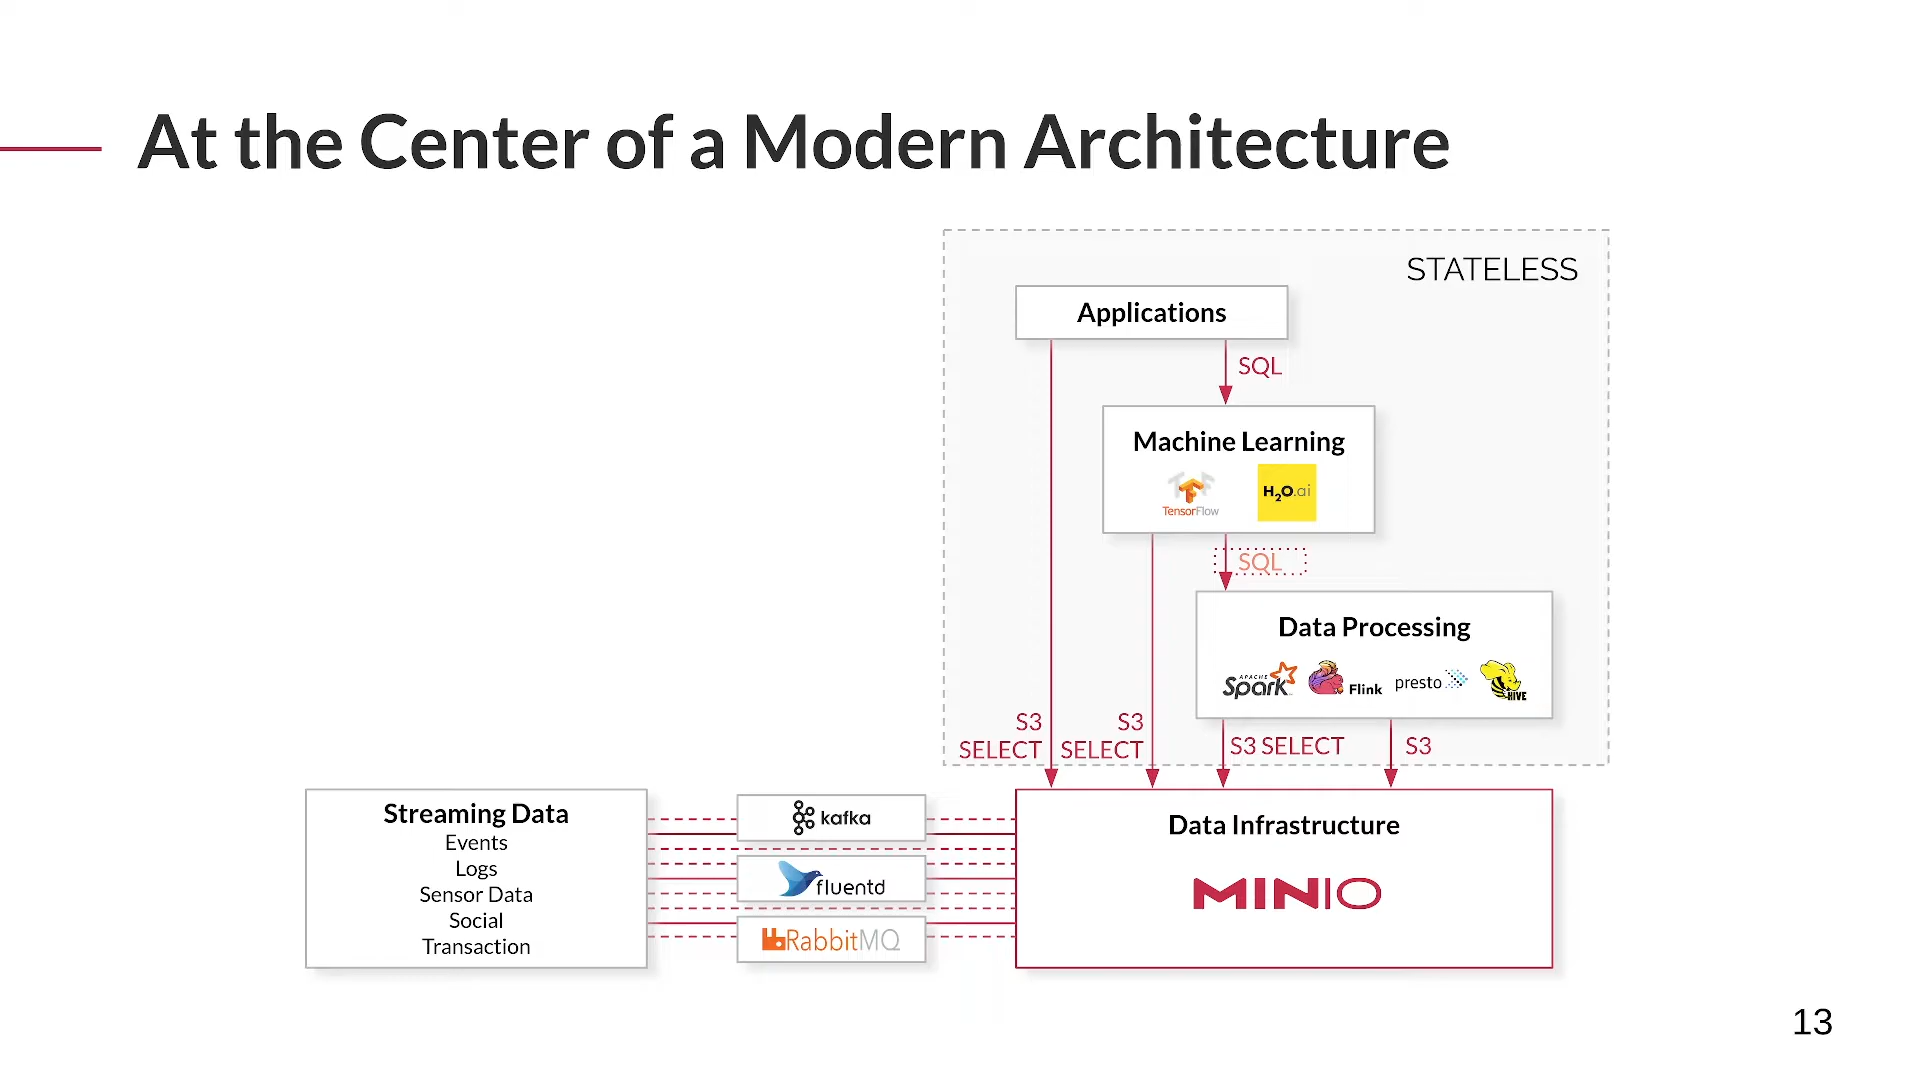 At the Center of a Modern Architecture
STATELESS
Applications
SQL
Machine Learning
TensorFlow
H2O.ai
SQL
Data Processing
APACHE
Spark
Flink
presto
HIVE
S3
SELECT
S3
SELECT
S3 SELECT
S3
Streaming Data
Events
Logs
Sensor Data
Social
Transaction
kafka
fluentd
RabbitMQ
Data Infrastructure
MINIO
13